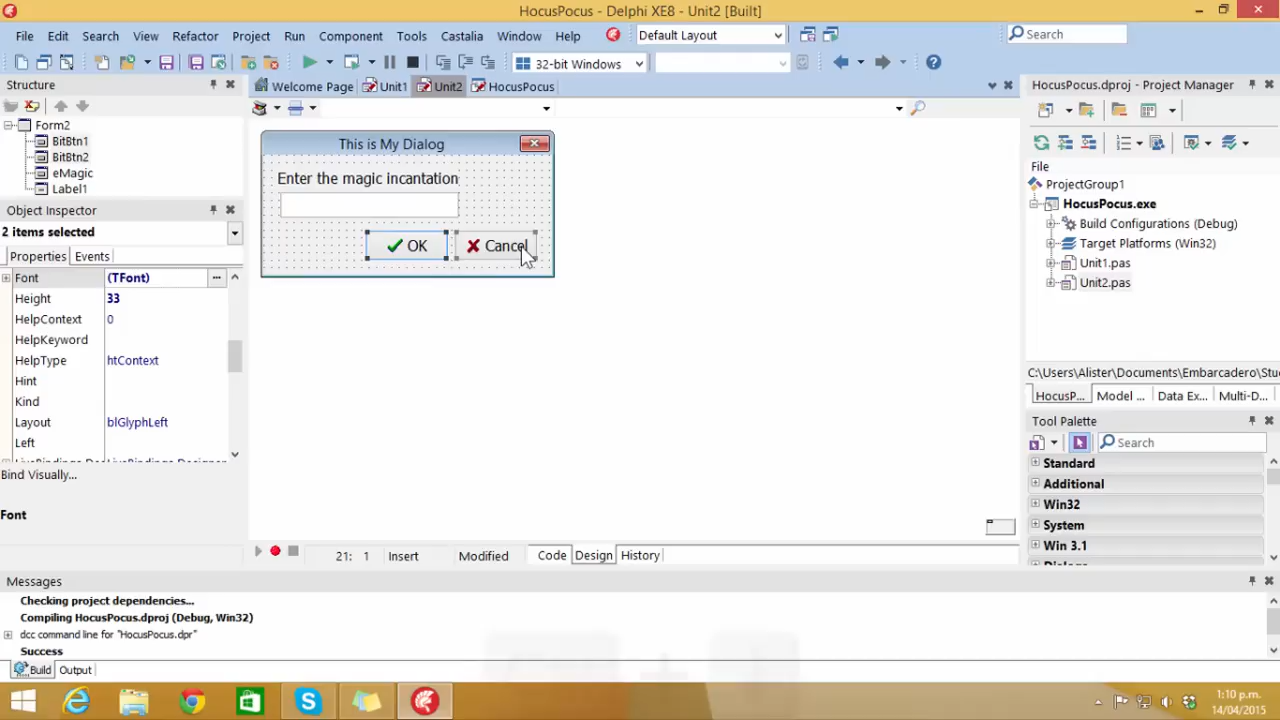 HocusPocus - Delphi XE8 - Unit2 [Built]
File Edit Search View Refactor Project Run Component Tools Castalia Window Help Default Layout Search
32-bit Windows
Structure
Welcome Page Unit1 Unit2 HocusPocus
HocusPocus.dproj - Project Manager
Form2
BitBtn1
BitBtn2
eMagic
Label1
This is My Dialog
Enter the magic incantation
OK Cancel
Object Inspector
2 items selected
Properties Events
Font (TFont)
Height 33
HelpContext 0
HelpKeyword
HelpType htContext
Hint
Kind
Layout blGlyphLeft
Left
Bind Visually...
Font
File
ProjectGroup1
HocusPocus.exe
Build Configurations (Debug)
Target Platforms (Win32)
Unit1.pas
Unit2.pas
C:\Users\Alister\Documents\Embarcadero\Stu
HocusP... Model ... Data Ex... Multi-D...
Tool Palette
Search
Standard
Additional
Win32
System
Win 3.1
21: 1 Insert Modified Code Design History
Messages
Checking project dependencies...
Compiling HocusPocus.dproj (Debug, Win32)
dcc command line for "HocusPocus.dpr"
Success
Build Output
1:10 p.m.
14/04/2015